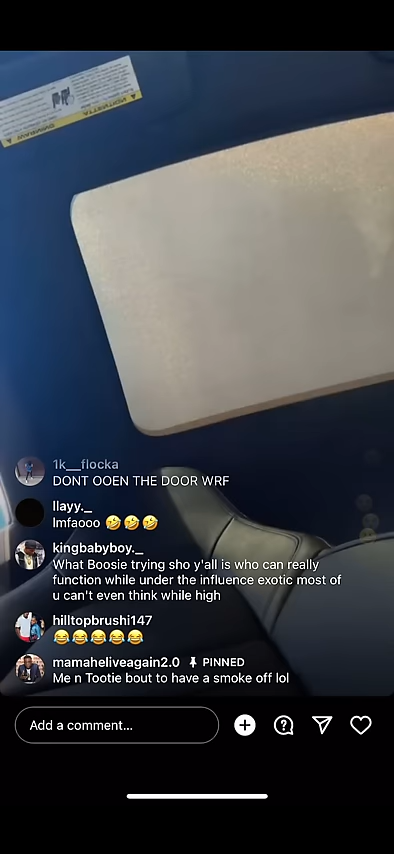 1k__flocka
DONT OOEN THE DOOR WRF
llayy._
lmfaooo 🤣🤣🤣
kingbabyboy._
What Boosie trying sho y'all is who can really
function while under the influence exotic most of
u can't even think while high
hilltopbrushi147
😂😂😂😂😂
mamaheliveagain2.0 📌 PINNED
Me n Tootie bout to have a smoke off lol
Add a comment...